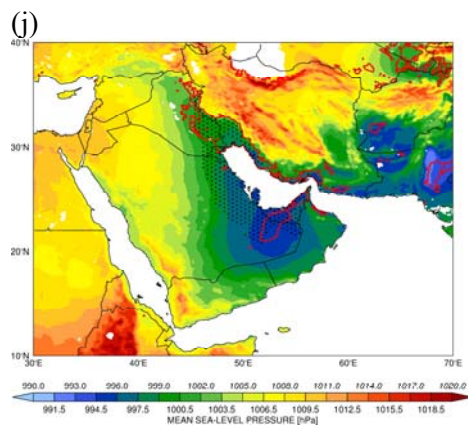 (j)
40°N
30°N
20°N
10°N
30°E 40°E 50°E 60°E 70°E
990.0 993.0 996.0 999.0 1002.0 1005.0 1008.0 1011.0 1014.0 1017.0 1020.0
991.5 994.5 997.5 1000.5 1003.5 1006.5 1009.5 1012.5 1015.5 1018.5
MEAN SEA-LEVEL PRESSURE [hPa]